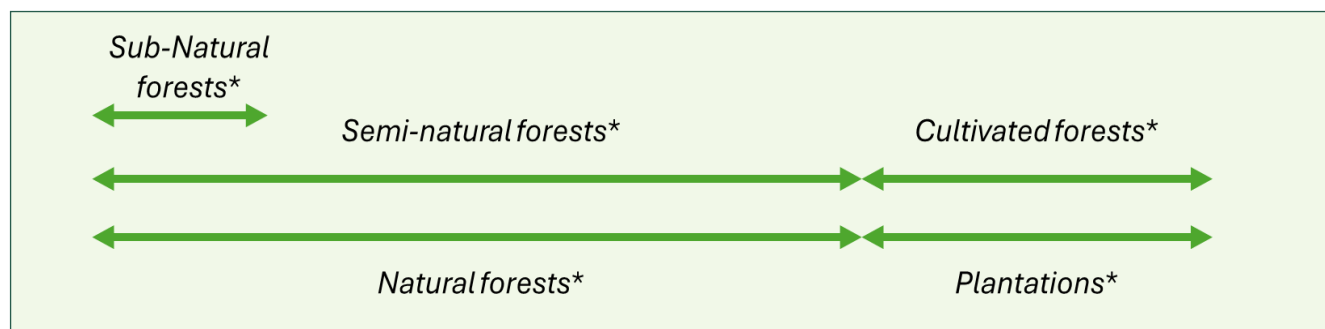 Sub-Natural
forests*
Semi-natural forests*
Cultivated forests*
Natural forests*
Plantations*